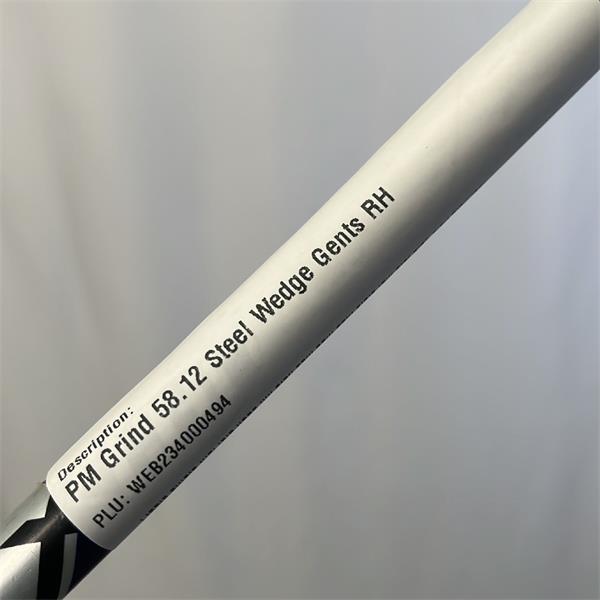 Description:
PM Grind 58.12 Steel Wedge Gents RH
PLU: WEB234000494